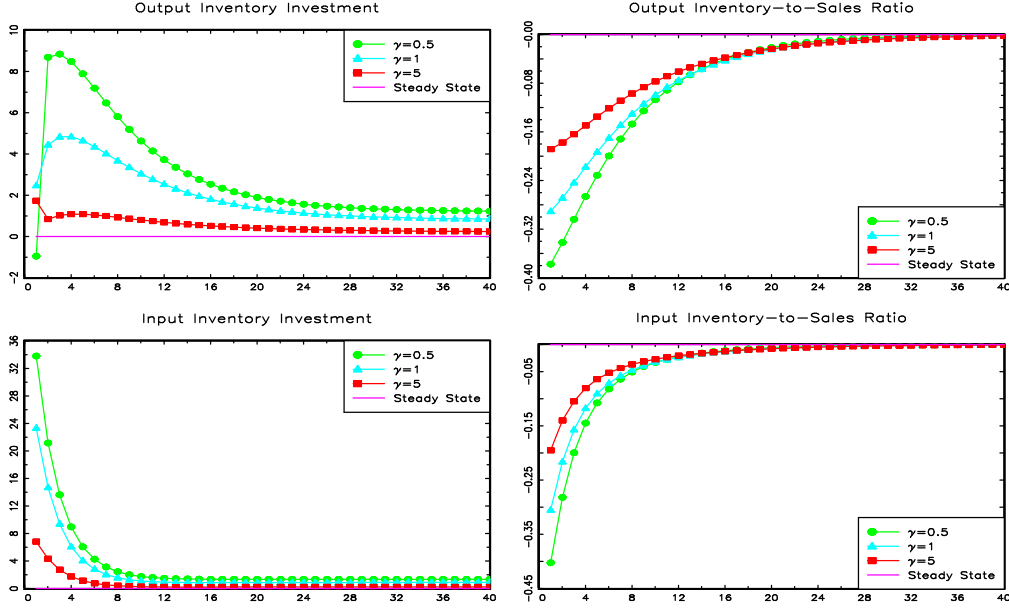 Output Inventory Investment
10
8
6
4
2
0
−2
γ=0.5
γ=1
γ=5
Steady State
0 4 8 12 16 20 24 28 32 36 40
Output Inventory−to−Sales Ratio
−0.00
−0.08
−0.16
−0.24
−0.32
−0.40
γ=0.5
γ=1
γ=5
Steady State
0 4 8 12 16 20 24 28 32 36 40
Input Inventory Investment
36
32
28
24
20
16
12
8
4
0
γ=0.5
γ=1
γ=5
Steady State
0 4 8 12 16 20 24 28 32 36 40
Input Inventory−to−Sales Ratio
−0.05
−0.15
−0.25
−0.35
−0.45
γ=0.5
γ=1
γ=5
Steady State
0 4 8 12 16 20 24 28 32 36 40